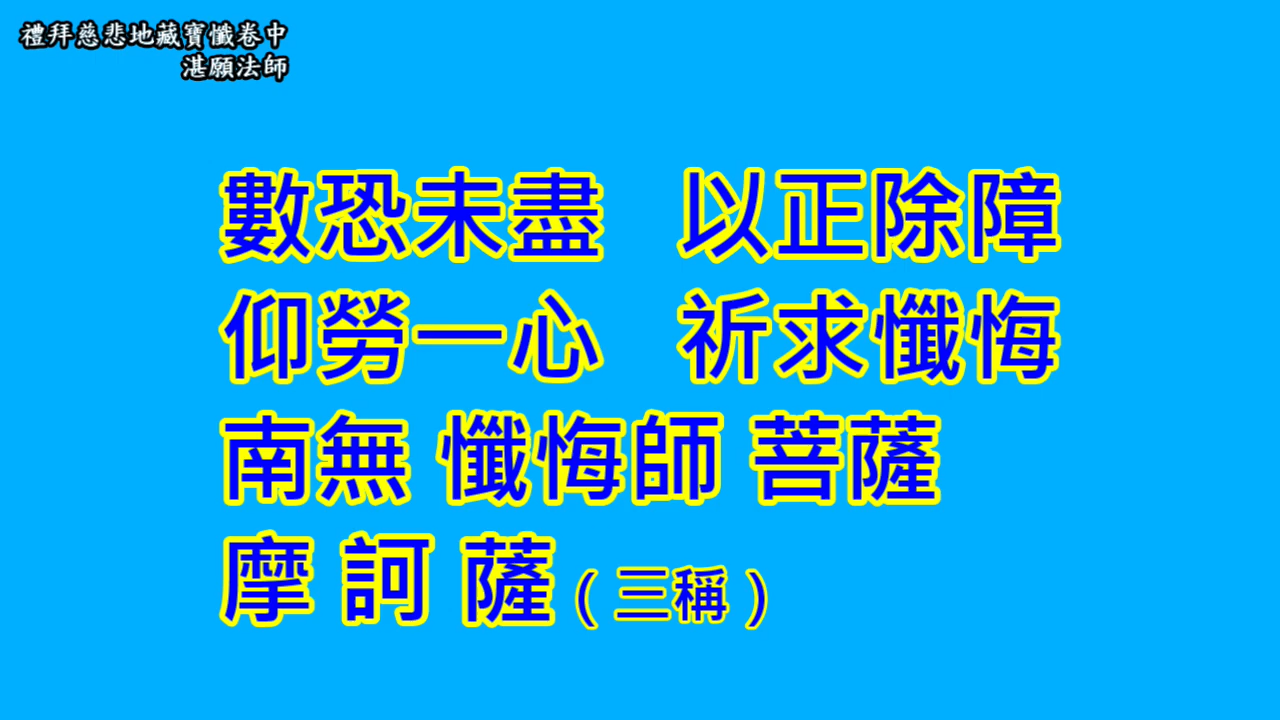 禮拜慈悲地藏寶懺卷中
湛願法師
數恐未盡 以正除障
仰勞一心 祈求懺悔
南無 懺悔師 菩薩
摩 訶 薩（三稱）